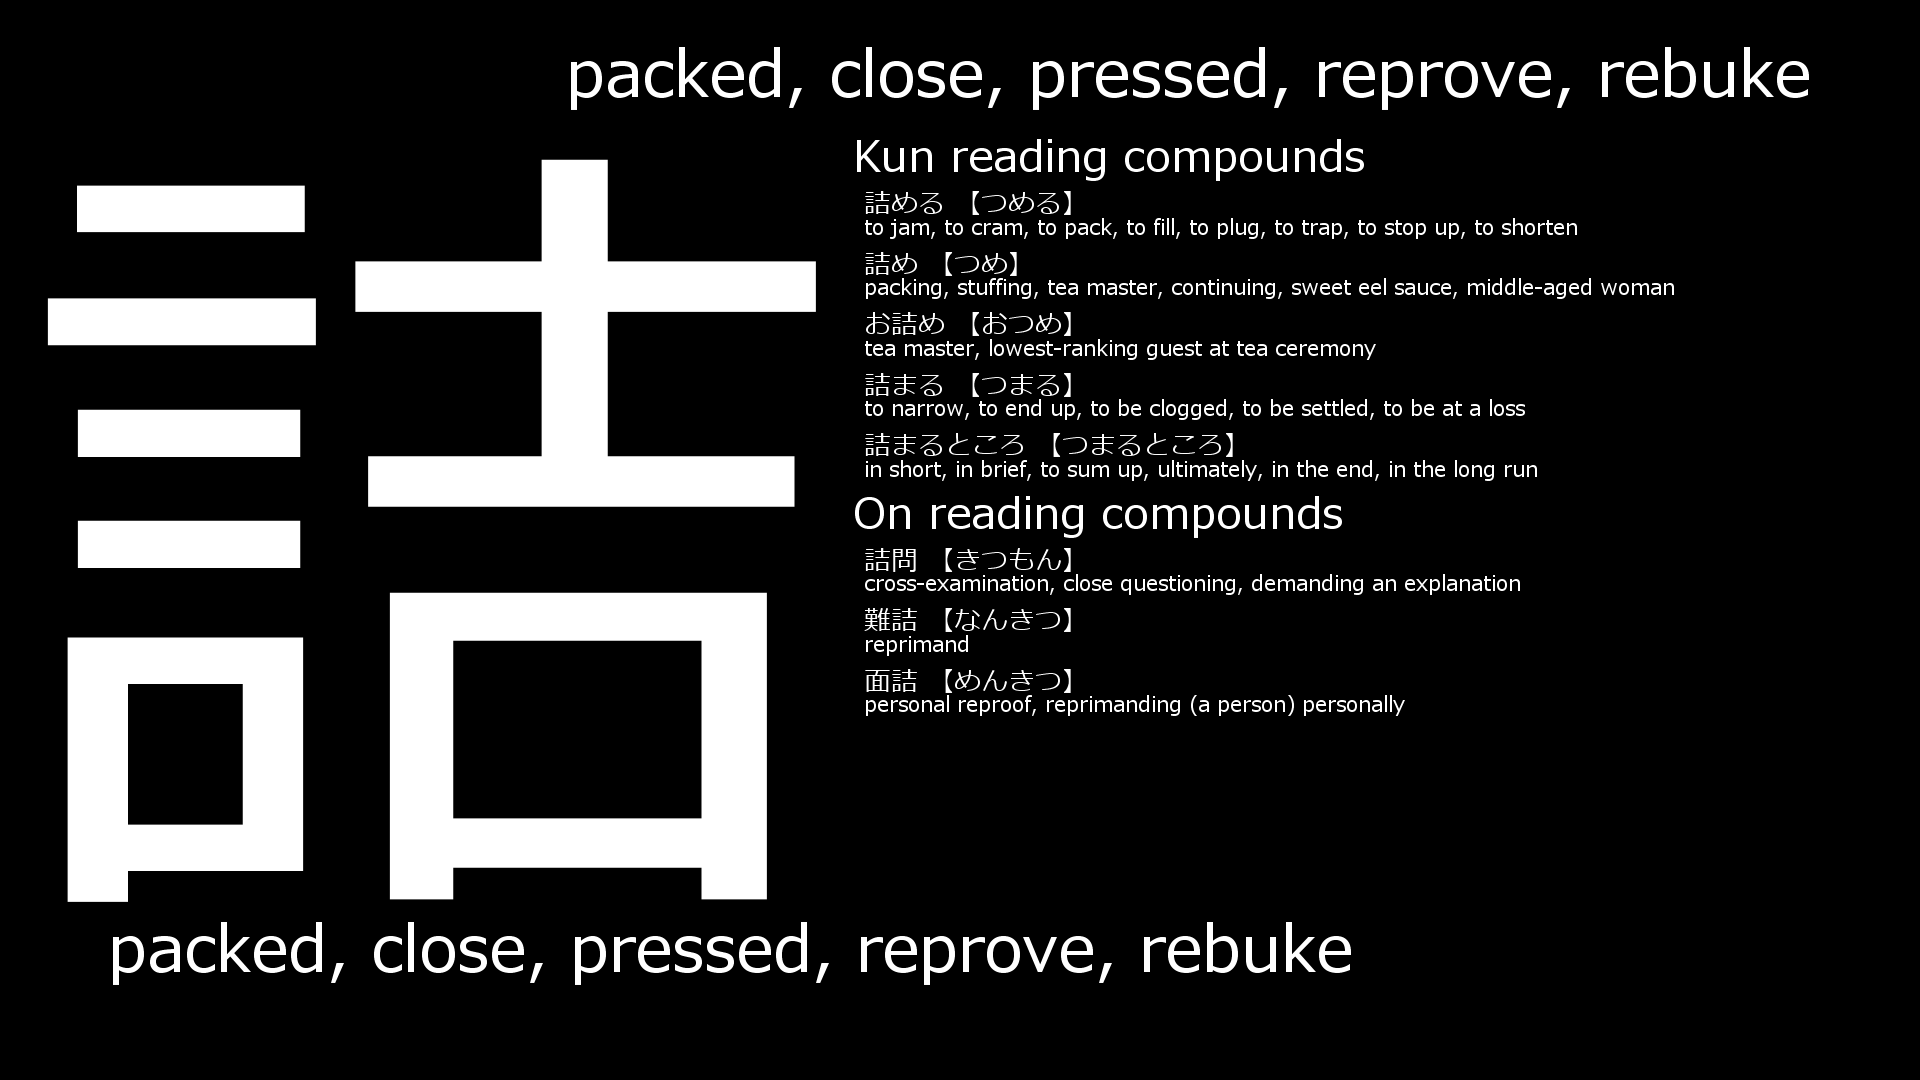 packed, close, pressed, reprove, rebuke
詰
Kun reading compounds
詰める 【つめる】
to jam, to cram, to pack, to fill, to plug, to trap, to stop up, to shorten
詰め 【つめ】
packing, stuffing, tea master, continuing, sweet eel sauce, middle-aged woman
お詰め 【おつめ】
tea master, lowest-ranking guest at tea ceremony
詰まる 【つまる】
to narrow, to end up, to be clogged, to be settled, to be at a loss
詰まるところ 【つまるところ】
in short, in brief, to sum up, ultimately, in the end, in the long run
On reading compounds
詰問 【きつもん】
cross-examination, close questioning, demanding an explanation
難詰 【なんきつ】
reprimand
面詰 【めんきつ】
personal reproof, reprimanding (a person) personally
packed, close, pressed, reprove, rebuke